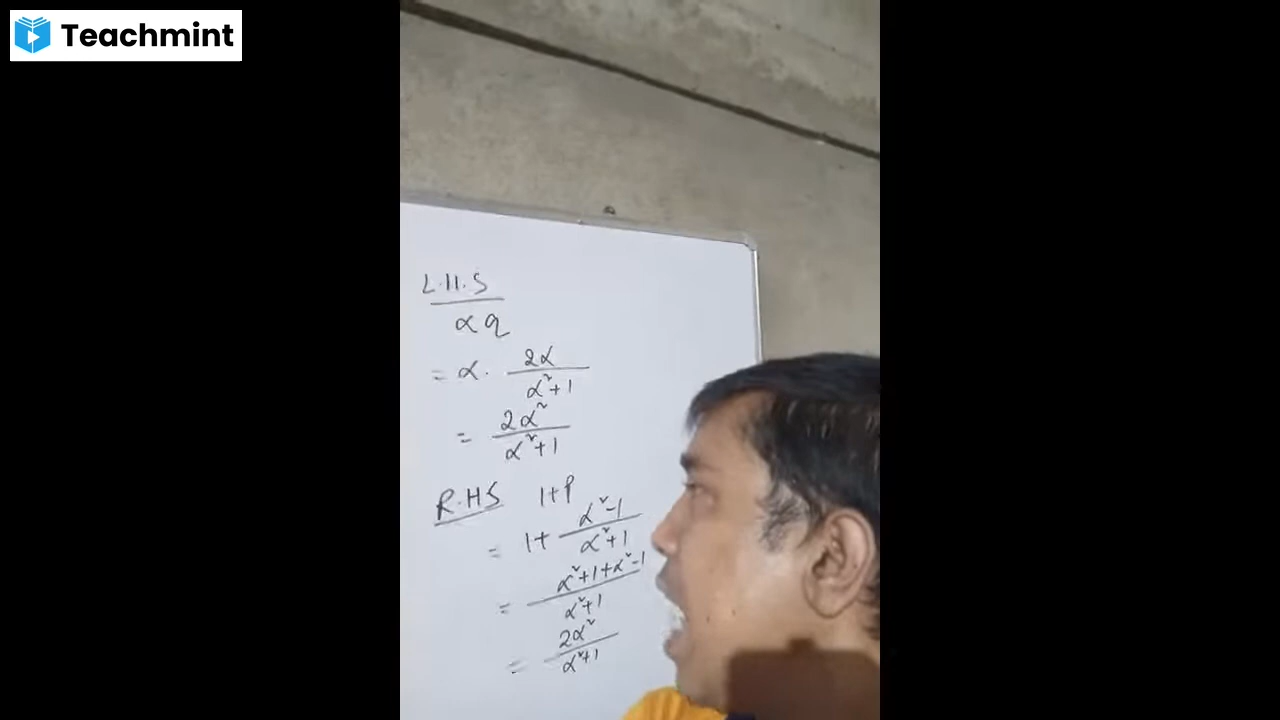 Teachmint
L.H.S
αq
= α. 2α/α²+1
= 2α²/α²+1
R.H.S 1+P
= 1+ α²-1/α²+1
= α²+1+α²-1/α²+1
= 2α²/α²+1